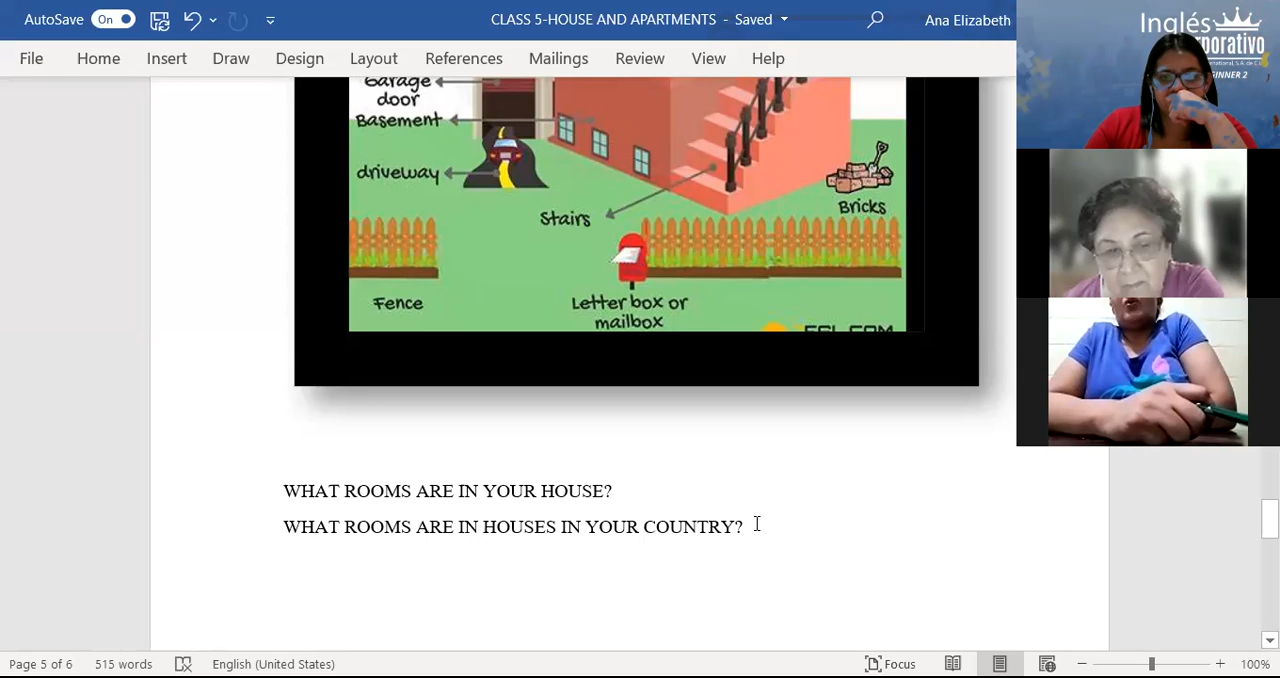 AutoSave On CLASS 5-HOUSE AND APARTMENTS - Saved Ana Elizabeth
File Home Insert Draw Design Layout References Mailings Review View Help
Inglés
BEGINNER 2
Garage
door
Basement
driveway
Stairs
Bricks
Fence
Letter box or
mailbox
WHAT ROOMS ARE IN YOUR HOUSE?
WHAT ROOMS ARE IN HOUSES IN YOUR COUNTRY?
Page 5 of 6 515 words English (United States) Focus 100%